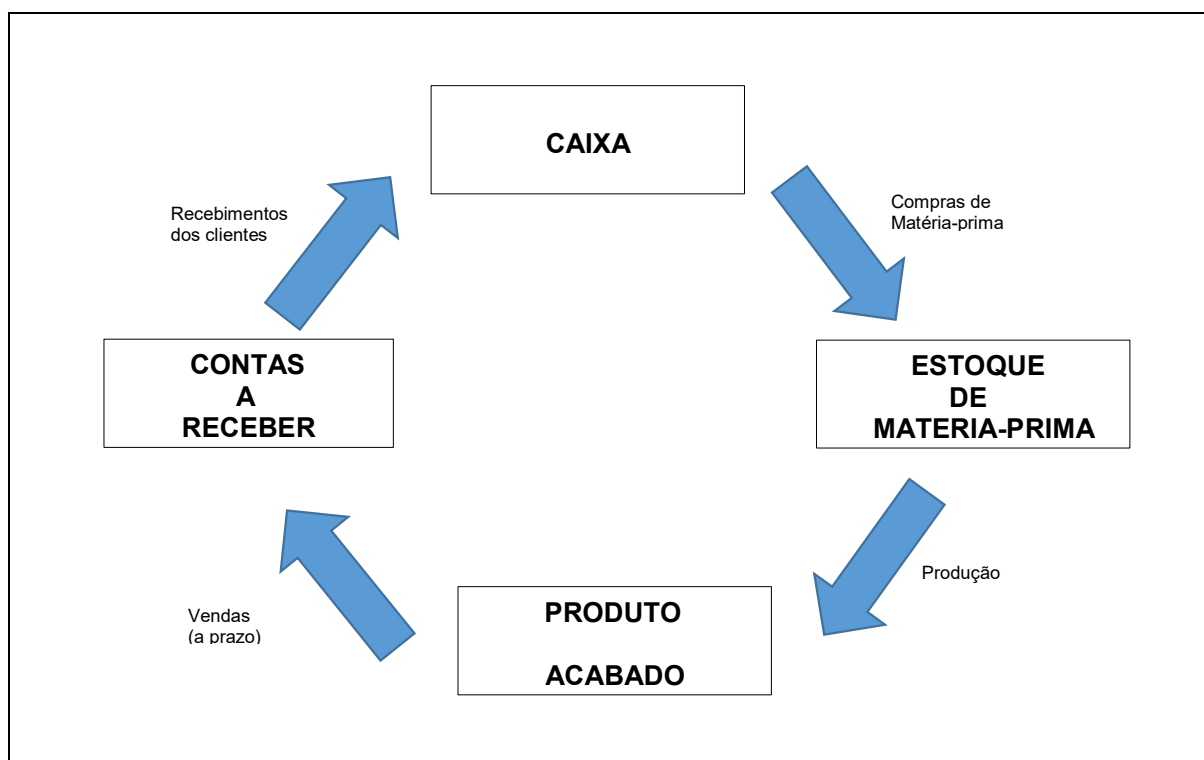 CAIXA
Recebimentos
dos clientes
Compras de
Matéria-prima
CONTAS
A
RECEBER
ESTOQUE
DE
MATERIA-PRIMA
Produção
Vendas
(a prazo)
PRODUTO
ACABADO